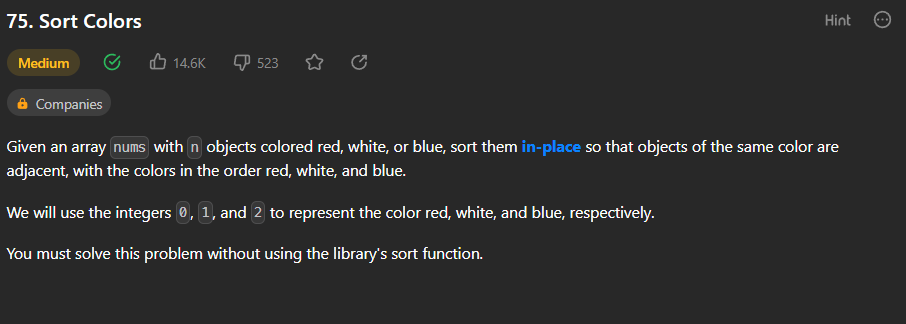 75. Sort Colors
Hint
Medium
14.6K
523
Companies
Given an array nums with n objects colored red, white, or blue, sort them in-place so that objects of the same color are
adjacent, with the colors in the order red, white, and blue.
We will use the integers 0, 1, and 2 to represent the color red, white, and blue, respectively.
You must solve this problem without using the library's sort function.